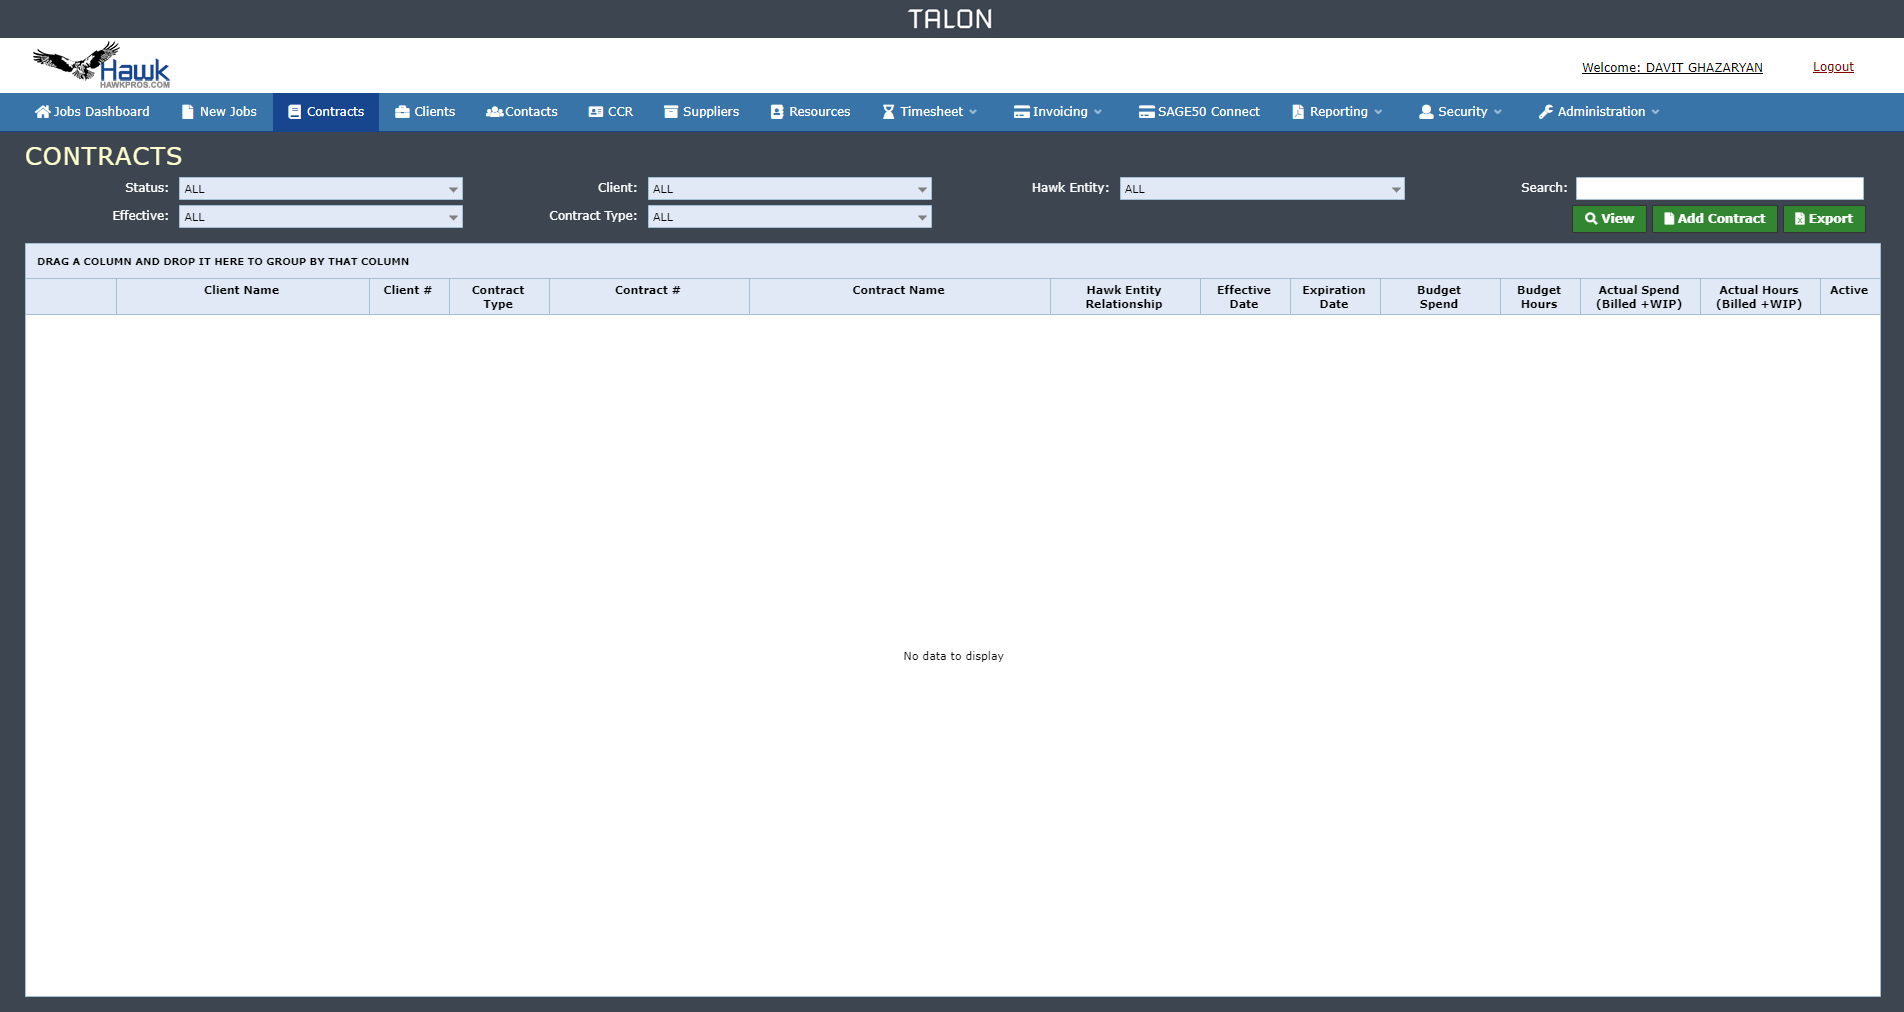 TALON
Hawk
HAWKPROS.COM
Welcome: DAVIT GHAZARYAN
Logout
Jobs Dashboard
New Jobs
Contracts
Clients
Contacts
CCR
Suppliers
Resources
Timesheet
Invoicing
SAGE50 Connect
Reporting
Security
Administration
CONTRACTS
Status:
ALL
Client:
ALL
Hawk Entity:
ALL
Search:
Effective:
ALL
Contract Type:
ALL
View
Add Contract
Export
DRAG A COLUMN AND DROP IT HERE TO GROUP BY THAT COLUMN
Client Name
Client #
Contract
Type
Contract #
Contract Name
Hawk Entity
Relationship
Effective
Date
Expiration
Date
Budget
Spend
Budget
Hours
Actual Spend
(Billed +WIP)
Actual Hours
(Billed +WIP)
Active
No data to display